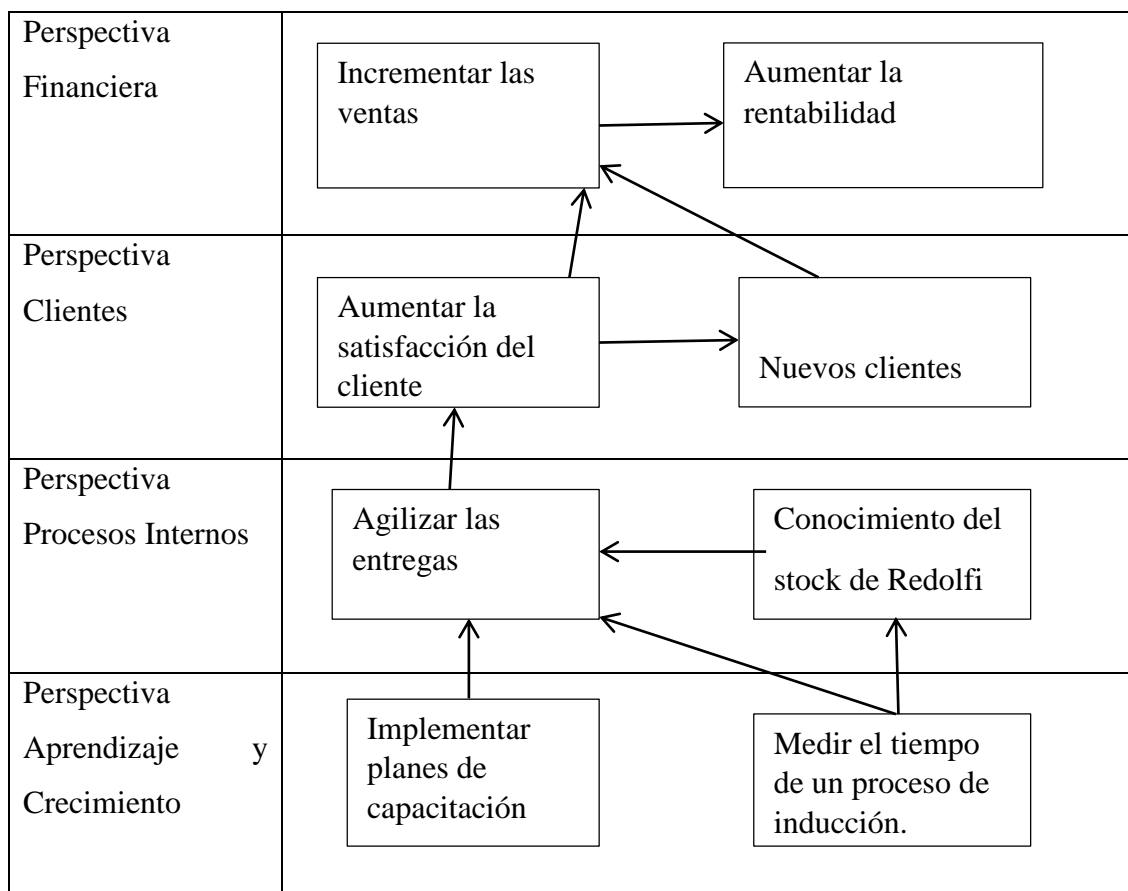 Perspectiva
Financiera
Incrementar las
ventas
Aumentar la
rentabilidad
Perspectiva
Clientes
Aumentar la
satisfacción del
cliente
Nuevos clientes
Perspectiva
Procesos Internos
Agilizar las
entregas
Conocimiento del
stock de Redolfi
Perspectiva
Aprendizaje y
Crecimiento
Implementar
planes de
capacitación
Medir el tiempo
de un proceso de
inducción.